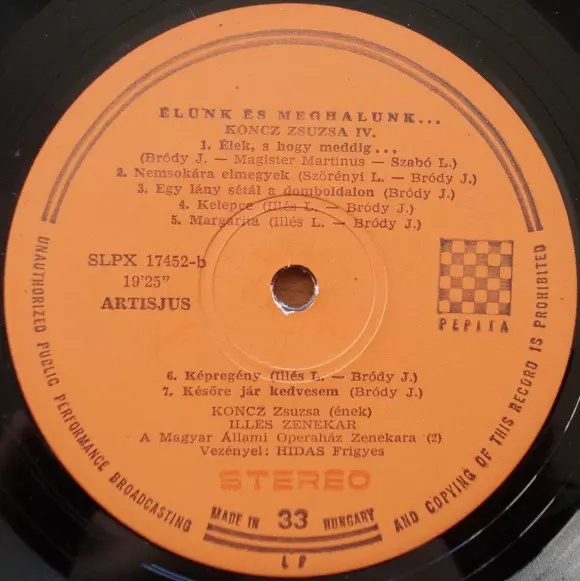 ÉLÜNK ÉS MEGHALUNK...
KONCZ ZSUZSA IV.
1. Élek, s hogy meddig...
(Bródy J. — Magister Martinus — Szabó L.)
2. Nemsokára elmegyek (Szörényi L. — Bródy J.)
3. Egy lány sétál a domboldalon (Bródy J.)
4. Kelepce (Illés L. — Bródy J.)
5. Margarita (Illés L. — Bródy J.)
SLPX 17452-b
19'25"
ARTISJUS
PEPITA
6. Képregény (Illés L. — Bródy J.)
7. Későre jár kedvesem (Bródy J.)
KONCZ Zsuzsa (ének)
ILLÉS ZENEKAR
A Magyar Állami Operaház Zenekara (2)
Vezényel: HIDAS Frigyes
STEREO
MADE IN 33 HUNGARY
LP
UNAUTHORIZED PUBLIC PERFORMANCE BROADCASTING AND COPYING OF THIS RECORD IS PROHIBITED